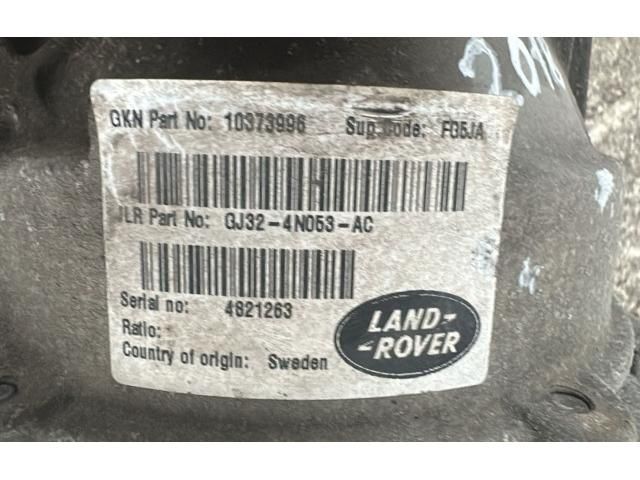 GKN Part No: 10373996 Sup Code: FG5JA
JLR Part No: GJ32-4N053-AC
Serial no: 4821263
Ratio:
Country of origin: Sweden
LAND-
-ROVER